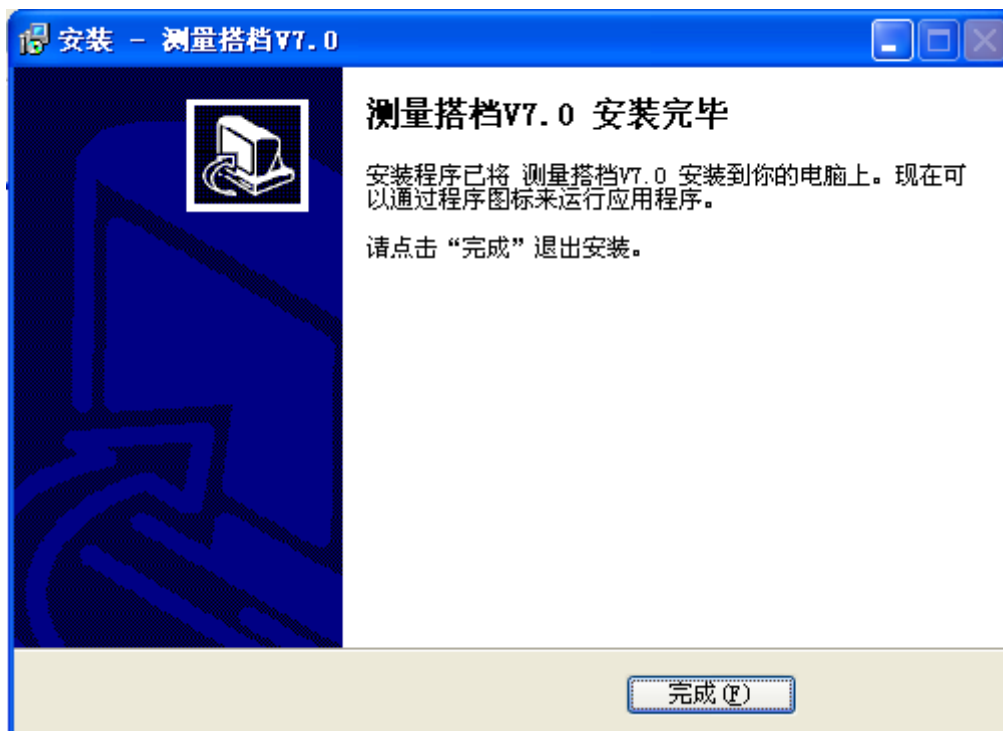 安装 - 测量搭档V7.0
测量搭档V7.0 安装完毕
安装程序已将 测量搭档V7.0 安装到你的电脑上。现在可
以通过程序图标来运行应用程序。
请点击“完成”退出安装。
完成(F)